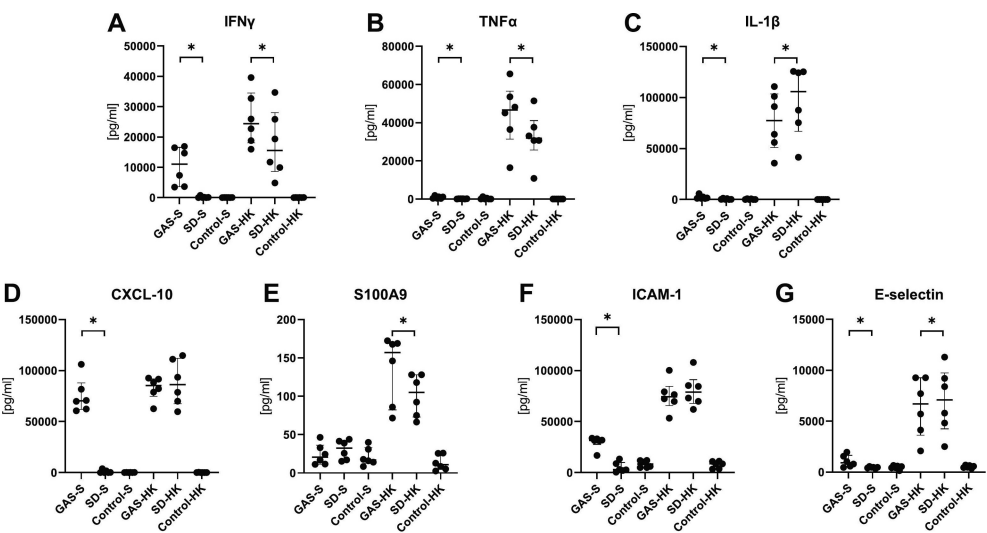 A IFNγ
*
*
50000
40000
30000
20000
10000
0
[pg/ml]
GAS-S
SD-S
Control-S
GAS-HK
SD-HK
Control-HK
B TNFα
*
*
80000
60000
40000
20000
0
[pg/ml]
GAS-S
SD-S
Control-S
GAS-HK
SD-HK
Control-HK
C IL-1β
*
*
150000
100000
50000
0
[pg/ml]
GAS-S
SD-S
Control-S
GAS-HK
SD-HK
Control-HK
D CXCL-10
*
150000
100000
50000
0
[pg/ml]
GAS-S
SD-S
Control-S
GAS-HK
SD-HK
Control-HK
E S100A9
*
200
150
100
50
0
[pg/ml]
GAS-S
SD-S
Control-S
GAS-HK
SD-HK
Control-HK
F ICAM-1
*
150000
100000
50000
0
[pg/ml]
GAS-S
SD-S
Control-S
GAS-HK
SD-HK
Control-HK
G E-selectin
*
*
15000
10000
5000
0
[pg/ml]
GAS-S
SD-S
Control-S
GAS-HK
SD-HK
Control-HK